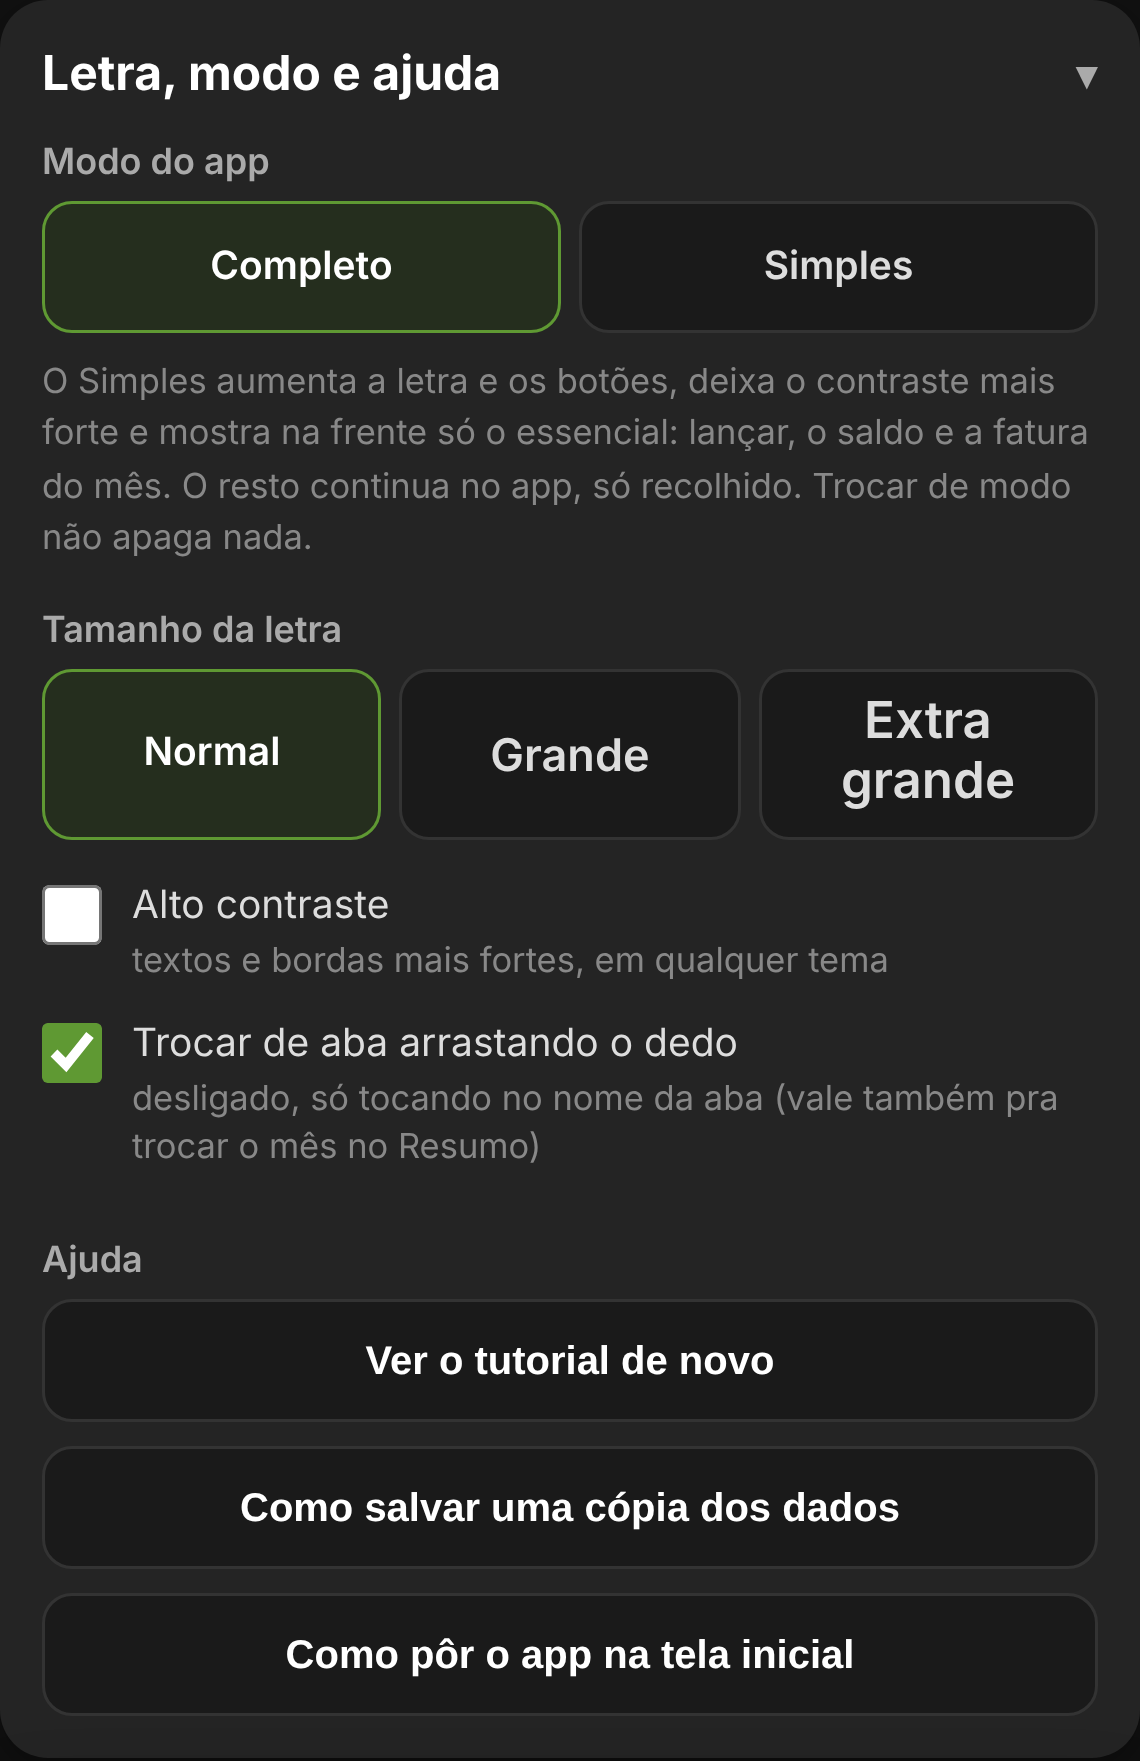 Letra, modo e ajuda
Modo do app
Completo
Simples
O Simples aumenta a letra e os botões, deixa o contraste mais
forte e mostra na frente só o essencial: lançar, o saldo e a fatura
do mês. O resto continua no app, só recolhido. Trocar de modo
não apaga nada.
Tamanho da letra
Normal
Grande
Extra
grande
Alto contraste
textos e bordas mais fortes, em qualquer tema
Trocar de aba arrastando o dedo
desligado, só tocando no nome da aba (vale também pra
trocar o mês no Resumo)
Ajuda
Ver o tutorial de novo
Como salvar uma cópia dos dados
Como pôr o app na tela inicial